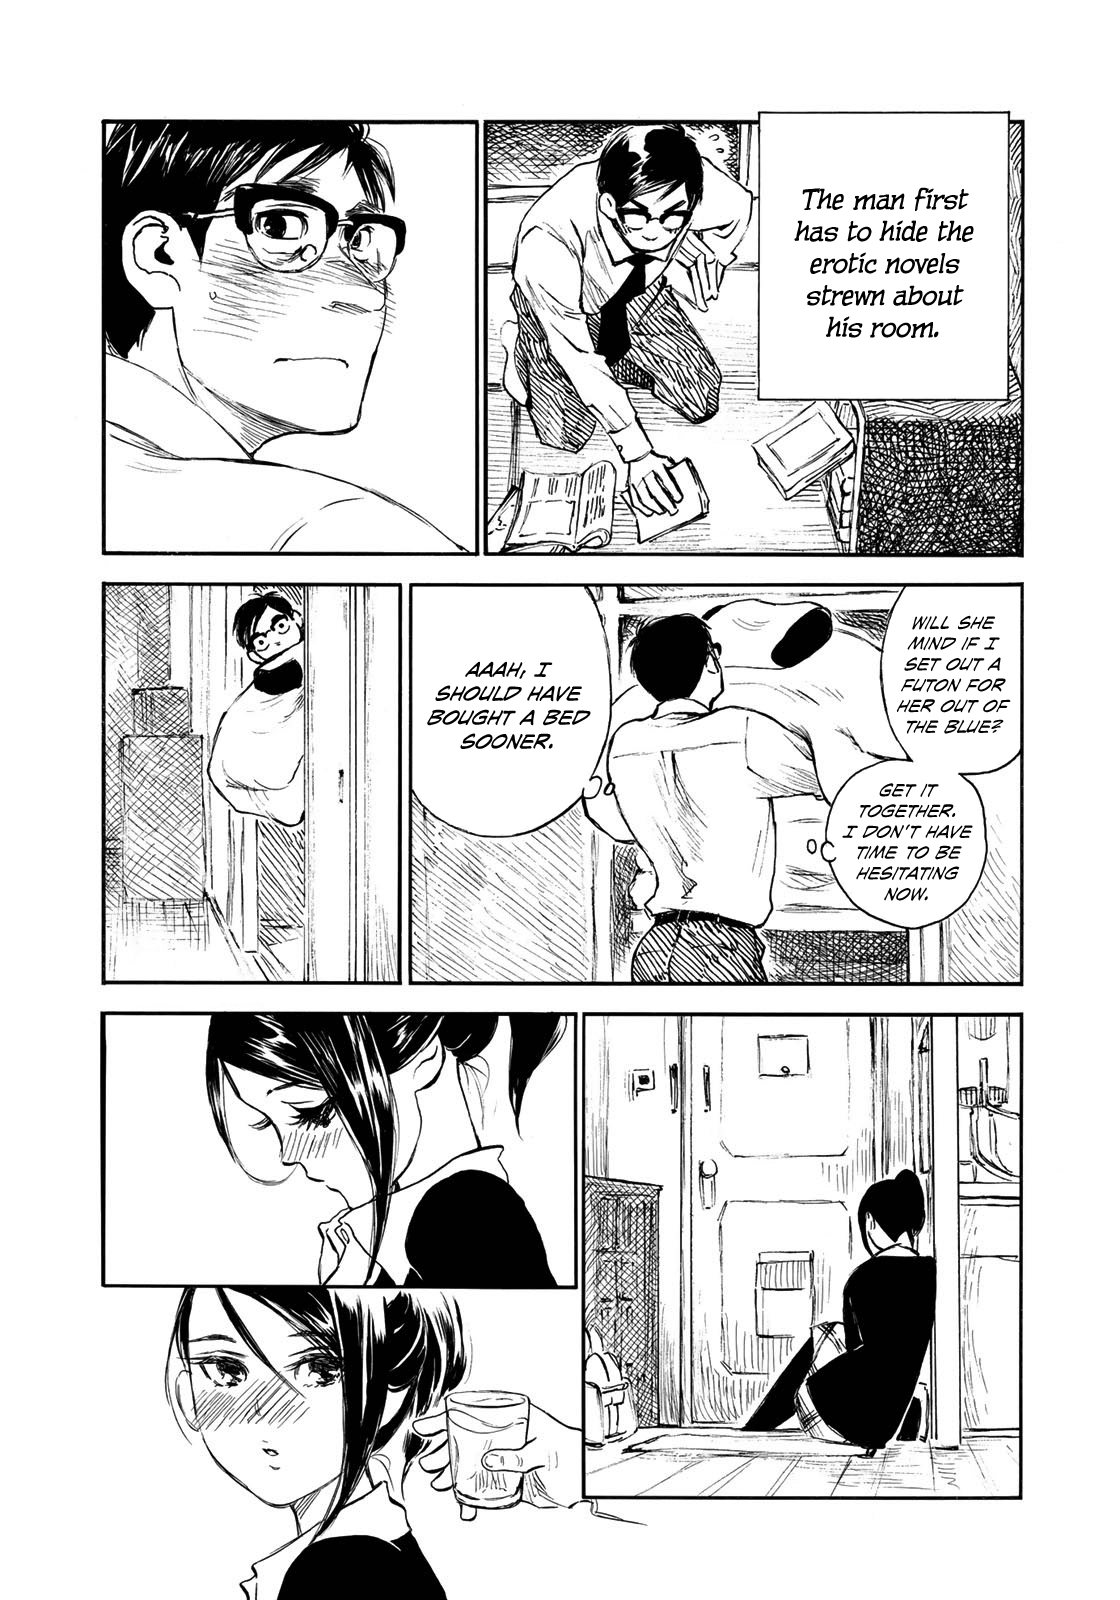 The man first
has to hide the
erotic novels
strewn about
his room.
WILL SHE
MIND IF I
SET OUT A
FUTON FOR
HER OUT OF
THE BLUE?
GET IT
TOGETHER.
I DON'T HAVE
TIME TO BE
HESITATING
NOW.
AAAH, I
SHOULD HAVE
BOUGHT A BED
SOONER.